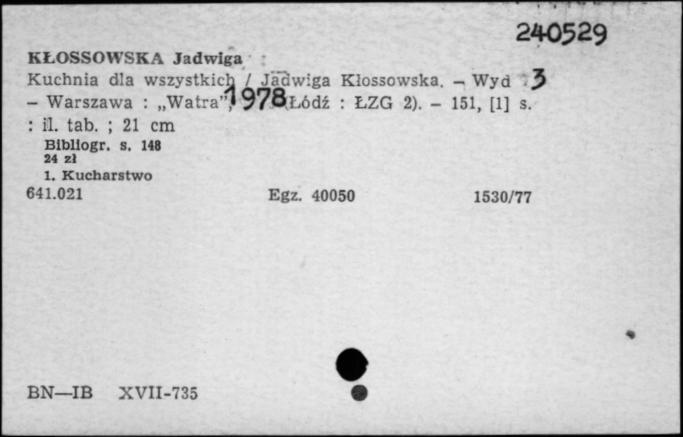 240529
KŁOSSOWSKA Jadwiga
Kuchnia dla wszystkich / Jadwiga Kłossowska. – Wyd 3
– Warszawa : „Watra”, 1978 (Łódź : ŁZG 2). – 151, [1] s.
: il. tab. ; 21 cm
Bibliogr. s. 148
24 zł
1. Kucharstwo
641.021 Egz. 40050 1530/77
BN—IB XVII-735